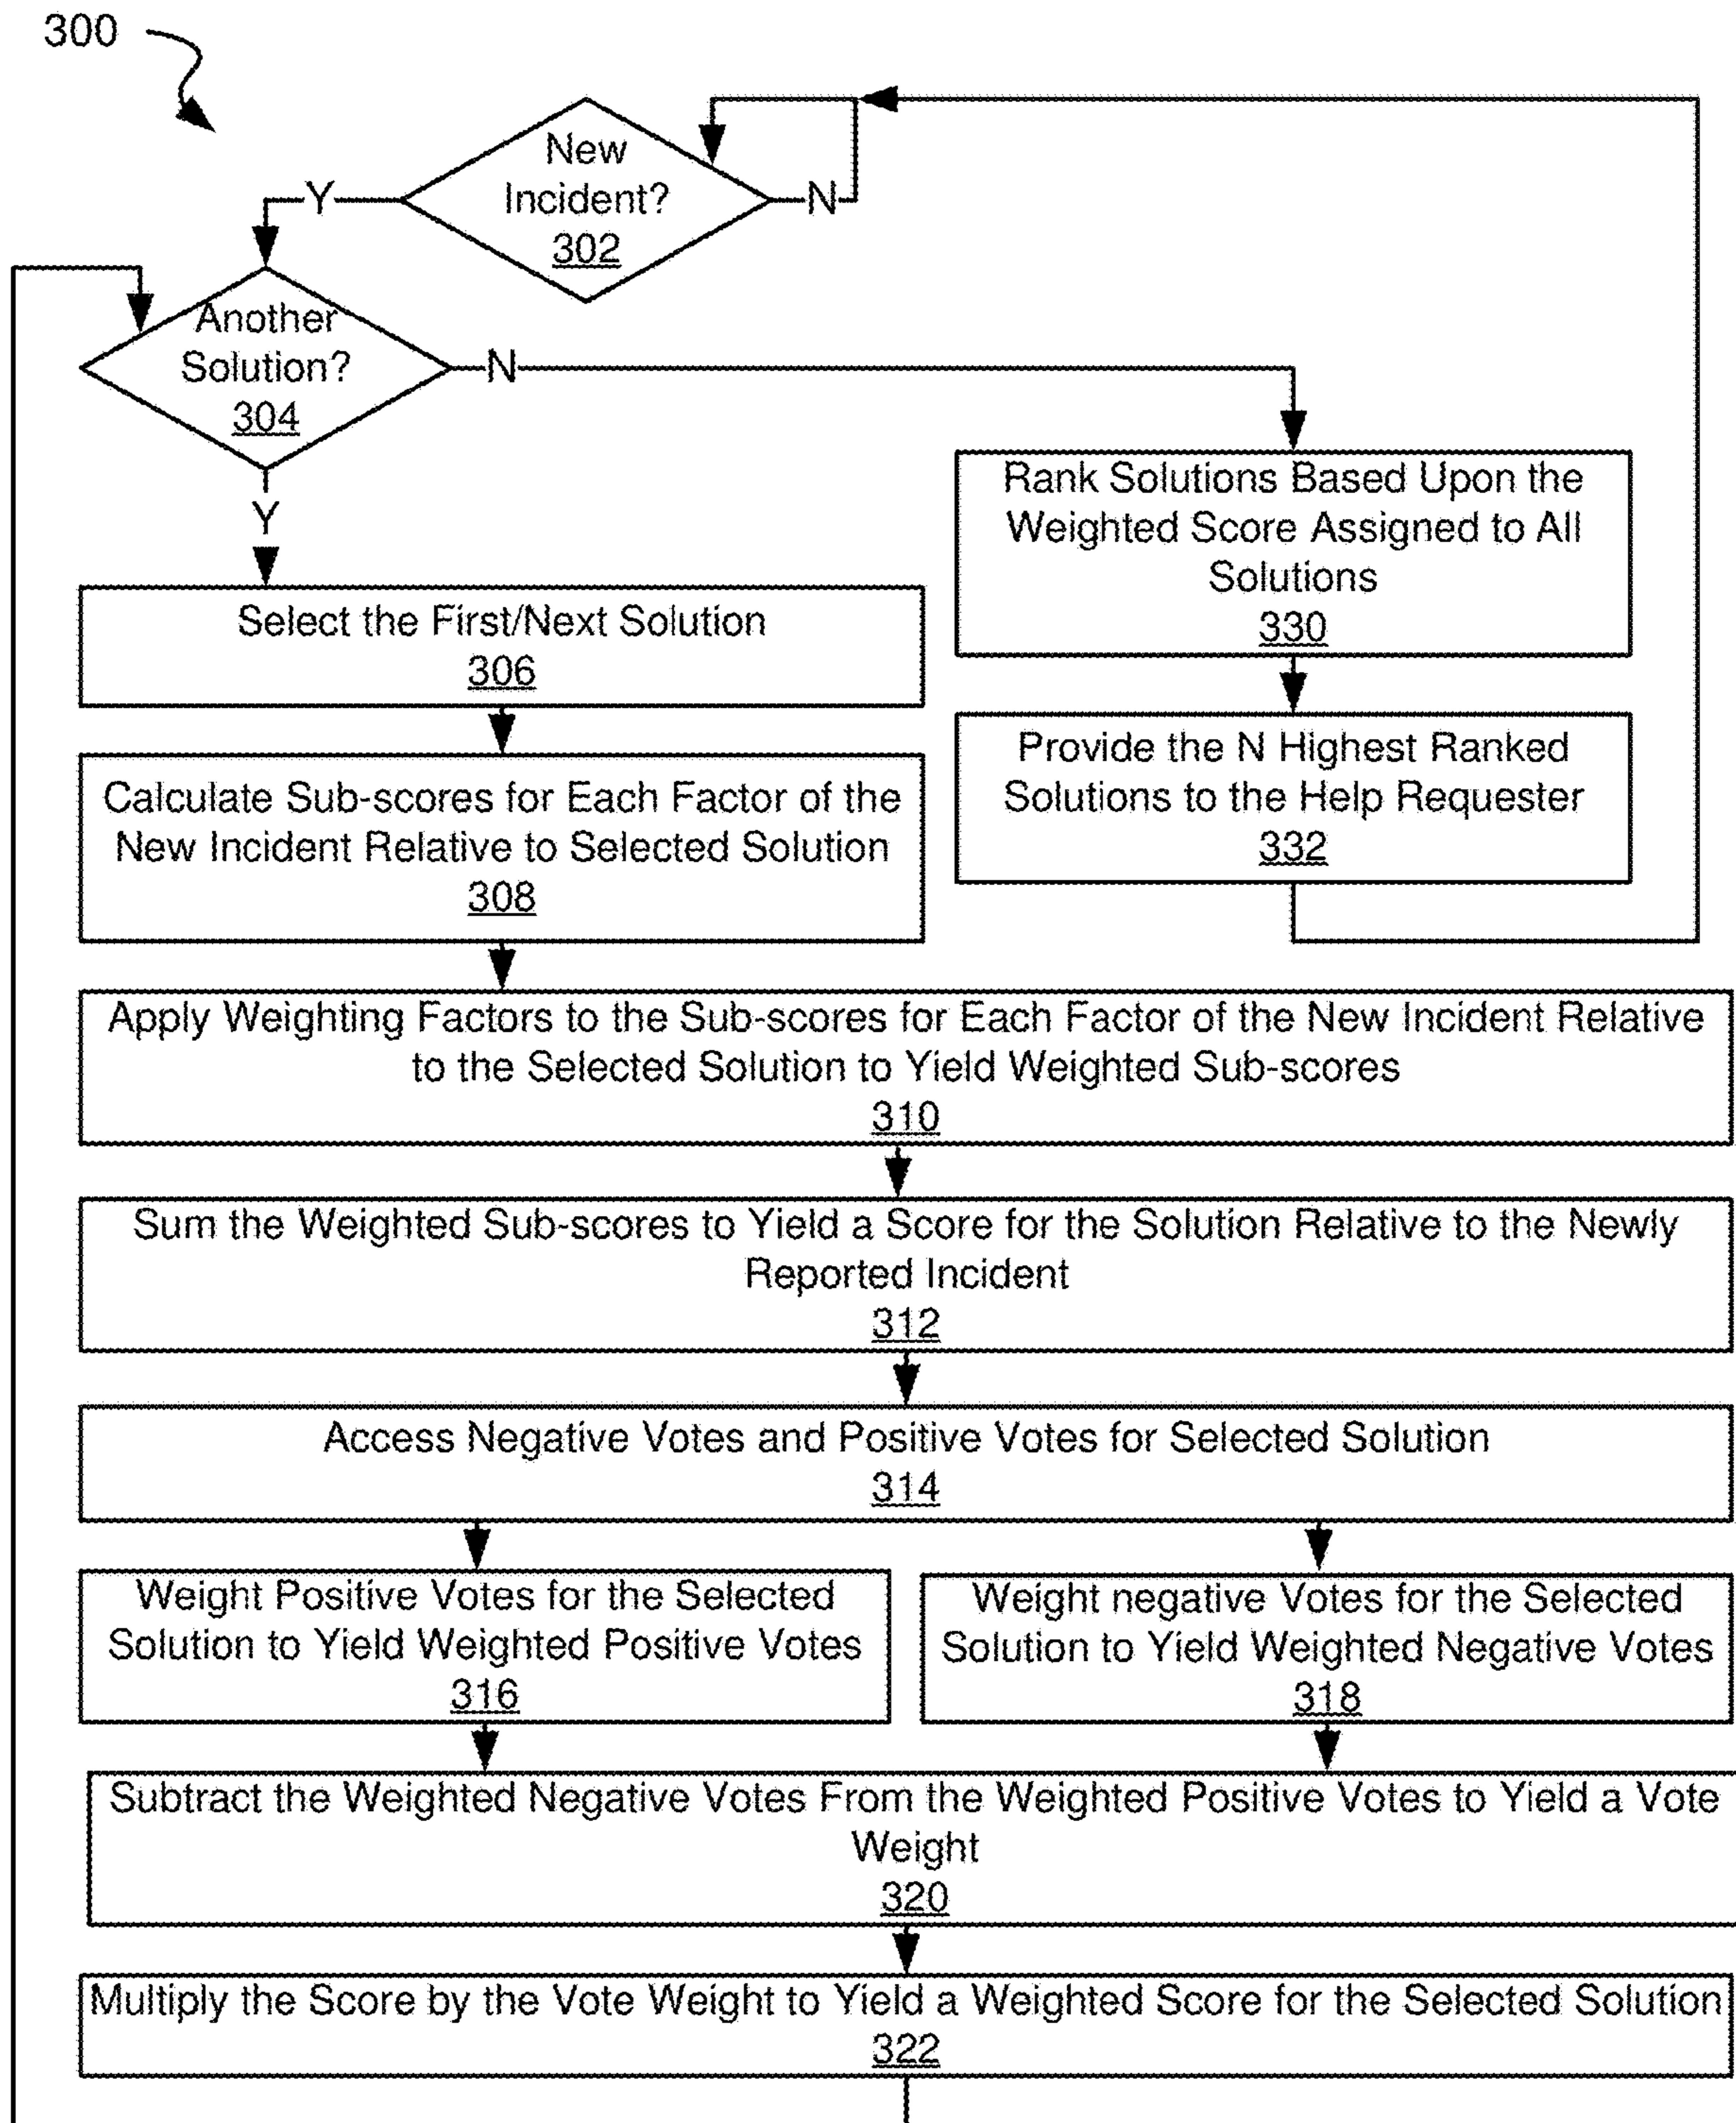 300
New
Incident?
302
Y
N
Another
Solution?
304
N
Y
Rank Solutions Based Upon the
Weighted Score Assigned to All
Solutions
330
Select the First/Next Solution
306
Provide the N Highest Ranked
Solutions to the Help Requester
332
Calculate Sub-scores for Each Factor of the
New Incident Relative to Selected Solution
308
Apply Weighting Factors to the Sub-scores for Each Factor of the New Incident Relative
to the Selected Solution to Yield Weighted Sub-scores
310
Sum the Weighted Sub-scores to Yield a Score for the Solution Relative to the Newly
Reported Incident
312
Access Negative Votes and Positive Votes for Selected Solution
314
Weight Positive Votes for the Selected
Solution to Yield Weighted Positive Votes
316
Weight negative Votes for the Selected
Solution to Yield Weighted Negative Votes
318
Subtract the Weighted Negative Votes From the Weighted Positive Votes to Yield a Vote
Weight
320
Multiply the Score by the Vote Weight to Yield a Weighted Score for the Selected Solution
322